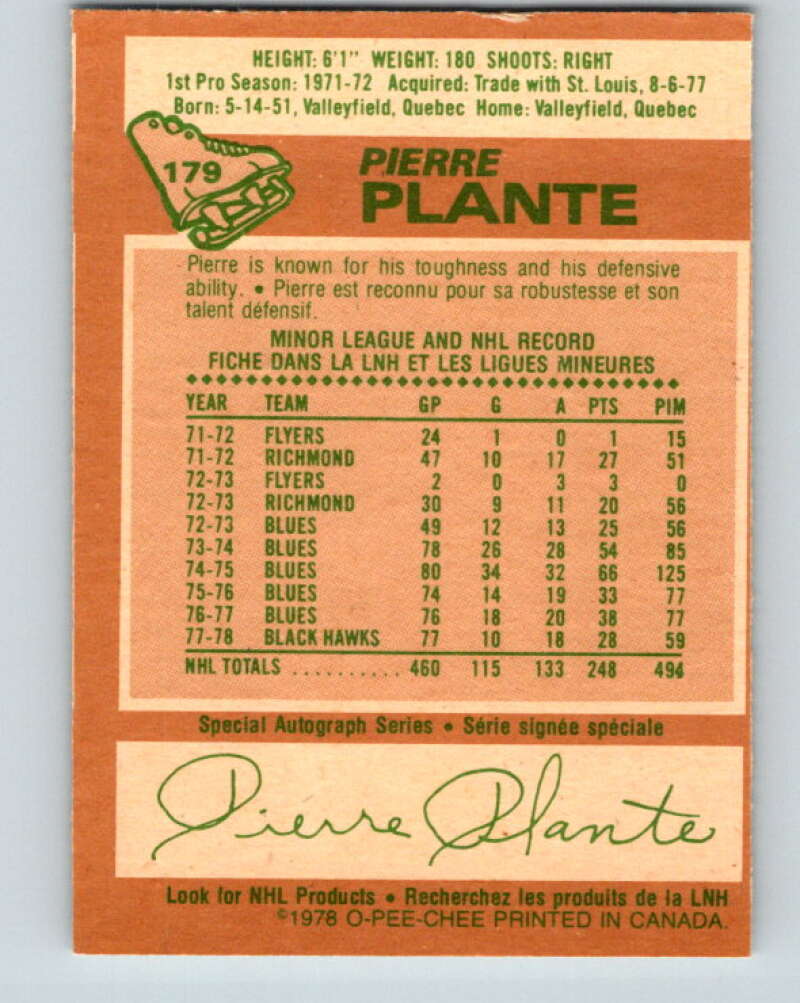 HEIGHT: 6'1" WEIGHT: 180 SHOOTS: RIGHT
1st Pro Season: 1971-72 Acquired: Trade with St. Louis, 8-6-77
Born: 5-14-51, Valleyfield, Quebec Home: Valleyfield, Quebec
179
PIERRE
PLANTE
Pierre is known for his toughness and his defensive
ability. • Pierre est reconnu pour sa robustesse et son
talent défensif.
MINOR LEAGUE AND NHL RECORD
FICHE DANS LA LNH ET LES LIGUES MINEURES
YEAR TEAM GP G A PTS PIM
71-72 FLYERS 24 1 0 1 15
71-72 RICHMOND 47 10 17 27 51
72-73 FLYERS 2 0 3 3 0
72-73 RICHMOND 30 9 11 20 56
72-73 BLUES 49 12 13 25 56
73-74 BLUES 78 26 28 54 85
74-75 BLUES 80 34 32 66 125
75-76 BLUES 74 14 19 33 77
76-77 BLUES 76 18 20 38 77
77-78 BLACK HAWKS 77 10 18 28 59
NHL TOTALS .......... 460 115 133 248 494
Special Autograph Series • Série signée spéciale
Pierre Plante
Look for NHL Products • Recherchez les produits de la LNH
©1978 O-PEE-CHEE PRINTED IN CANADA.